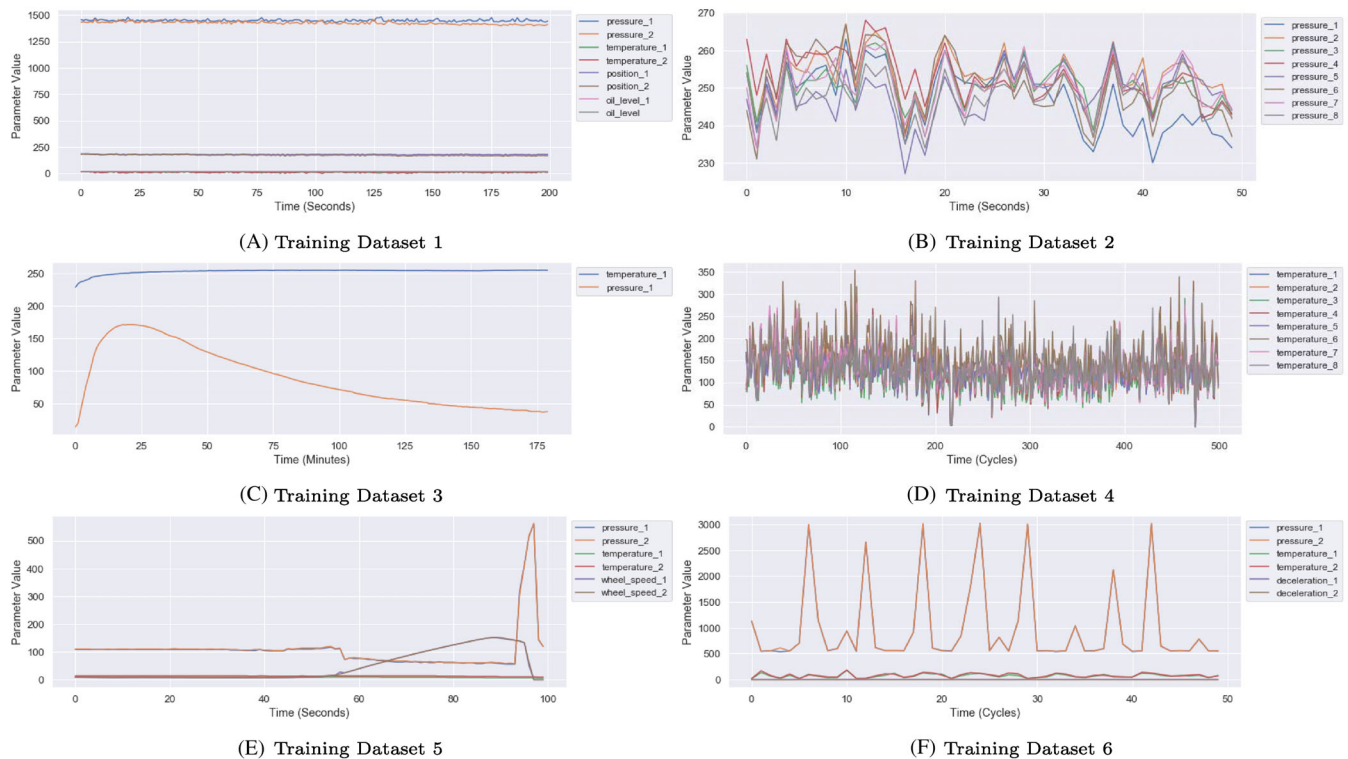 Parameter Value
1500
1250
1000
750
500
250
0
0 25 50 75 100 125 150 175 200
Time (Seconds)
pressure_1
pressure_2
temperature_1
temperature_2
position_1
position_2
oil_level_1
oil_level
(A) Training Dataset 1
Parameter Value
270
260
250
240
230
0 10 20 30 40 50
Time (Seconds)
pressure_1
pressure_2
pressure_3
pressure_4
pressure_5
pressure_6
pressure_7
pressure_8
(B) Training Dataset 2
Parameter Value
250
200
150
100
50
0 25 50 75 100 125 150 175
Time (Minutes)
temperature_1
pressure_1
(C) Training Dataset 3
Parameter Value
350
300
250
200
150
100
50
0
0 100 200 300 400 500
Time (Cycles)
temperature_1
temperature_2
temperature_3
temperature_4
temperature_5
temperature_6
temperature_7
temperature_8
(D) Training Dataset 4
Parameter Value
500
400
300
200
100
0
0 20 40 60 80 100
Time (Seconds)
pressure_1
pressure_2
temperature_1
temperature_2
wheel_speed_1
wheel_speed_2
(E) Training Dataset 5
Parameter Value
3000
2500
2000
1500
1000
500
0
0 10 20 30 40 50
Time (Cycles)
pressure_1
pressure_2
temperature_1
temperature_2
deceleration_1
deceleration_2
(F) Training Dataset 6